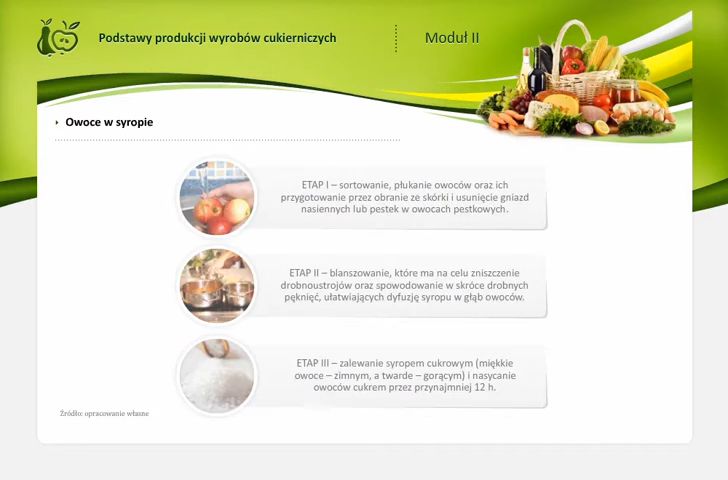 Podstawy produkcji wyrobów cukierniczych
Moduł II
Owoce w syropie
ETAP I – sortowanie, płukanie owoców oraz ich
przygotowanie przez obranie ze skórki i usunięcie gniazd
nasiennych lub pestek w owocach pestkowych.
ETAP II – blanszowanie, które ma na celu zniszczenie
drobnoustrojów oraz spowodowanie w skróce drobnych
pęknięć, ułatwiających dyfuzję syropu w głąb owoców.
ETAP III – zalewanie syropem cukrowym (miękkie
owoce – zimnym, a twarde – gorącym) i nasycanie
owoców cukrem przez przynajmniej 12 h.
Źródło: opracowanie własne